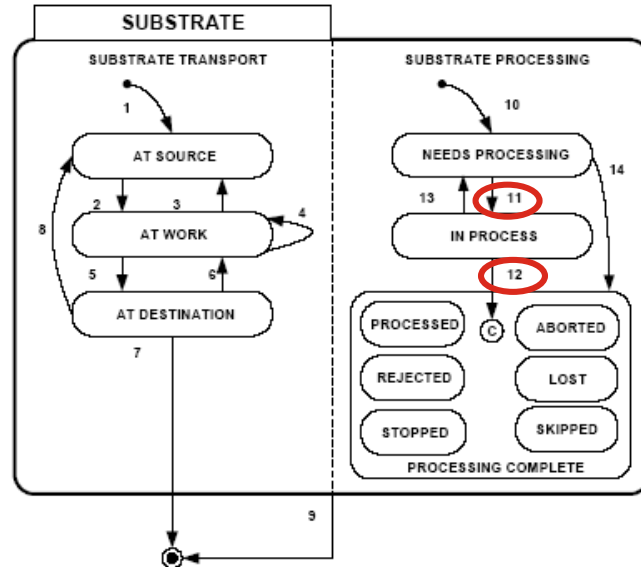 SUBSTRATE
SUBSTRATE TRANSPORT
SUBSTRATE PROCESSING
1
10
AT SOURCE
NEEDS PROCESSING
14
2
3
13
11
8
4
AT WORK
IN PROCESS
5
6
12
AT DESTINATION
PROCESSED
C
ABORTED
7
REJECTED
LOST
STOPPED
SKIPPED
PROCESSING COMPLETE
9